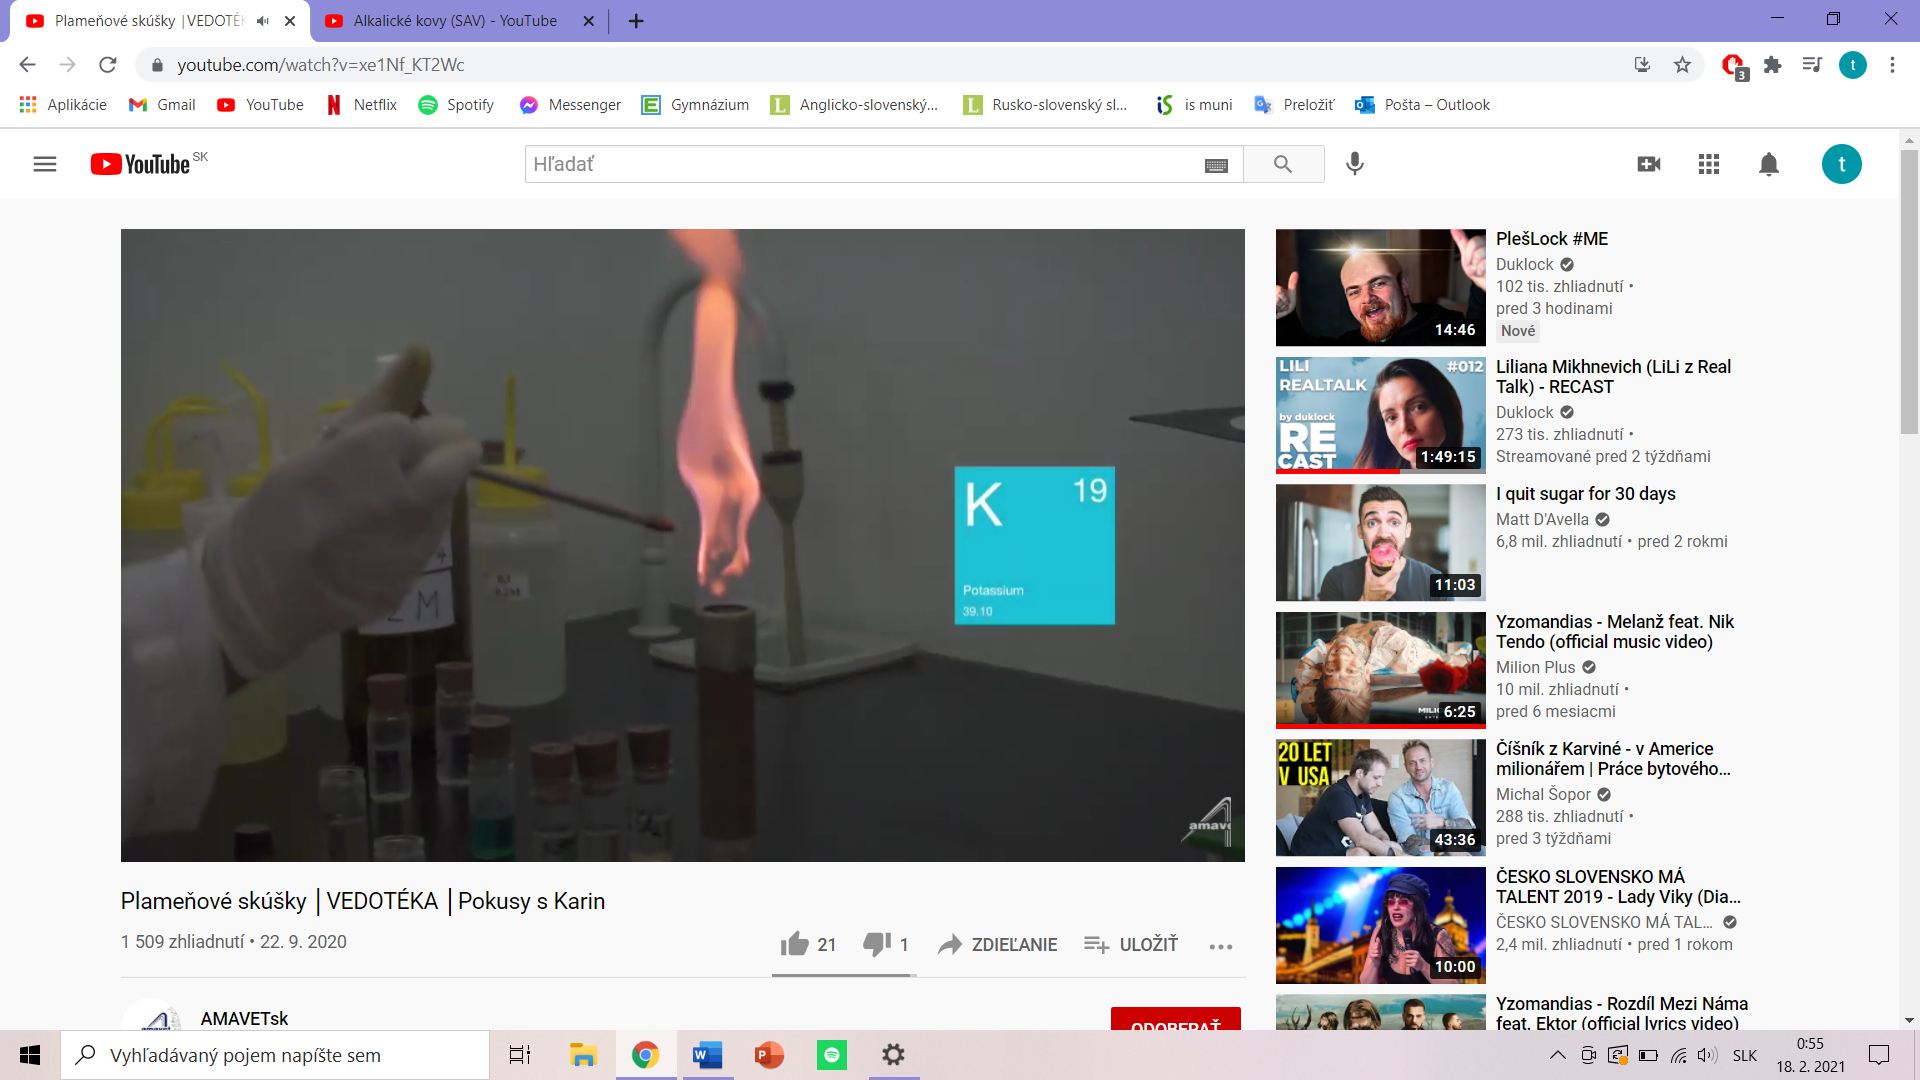 Plameňové skúšky | VEDOTÉK
Alkalické kovy (SAV) - YouTube
youtube.com/watch?v=xe1Nf_KT2Wc
3
t
Aplikácie
Gmail
YouTube
Netflix
Spotify
Messenger
Gymnázium
Anglicko-slovenský...
Rusko-slovenský sl...
is muni
Preložiť
Pošta – Outlook
YouTube SK
Hľadať
t
K 19
Potassium
39.10
2 M
amavet
Plameňové skúšky | VEDOTÉKA | Pokusy s Karin
1 509 zhliadnutí • 22. 9. 2020
21
1
ZDIEĽANIE
ULOŽIŤ
AMAVETsk
ODOBERAŤ
14:46
PlešLock #ME
Duklock
102 tis. zhliadnutí •
pred 3 hodinami
Nové
LILI
REALTALK
#012
by duklock
RE
CAST
1:49:15
Liliana Mikhnevich (LiLi z Real
Talk) - RECAST
Duklock
273 tis. zhliadnutí •
Streamované pred 2 týždňami
11:03
I quit sugar for 30 days
Matt D'Avella
6,8 mil. zhliadnutí • pred 2 rokmi
6:25
Yzomandias - Melanž feat. Nik
Tendo (official music video)
Milion Plus
10 mil. zhliadnutí •
pred 6 mesiacmi
20 LET
V USA
43:36
Číšník z Karviné - v Americe
milionářem | Práce bytového...
Michal Šopor
288 tis. zhliadnutí •
pred 3 týždňami
10:00
ČESKO SLOVENSKO MÁ
TALENT 2019 - Lady Viky (Dia...
ČESKO SLOVENSKO MÁ TAL...
2,4 mil. zhliadnutí • pred 1 rokom
Yzomandias - Rozdíl Mezi Náma
feat. Ektor (official lyrics video)
Vyhľadávaný pojem napíšte sem
SLK
0:55
18. 2. 2021